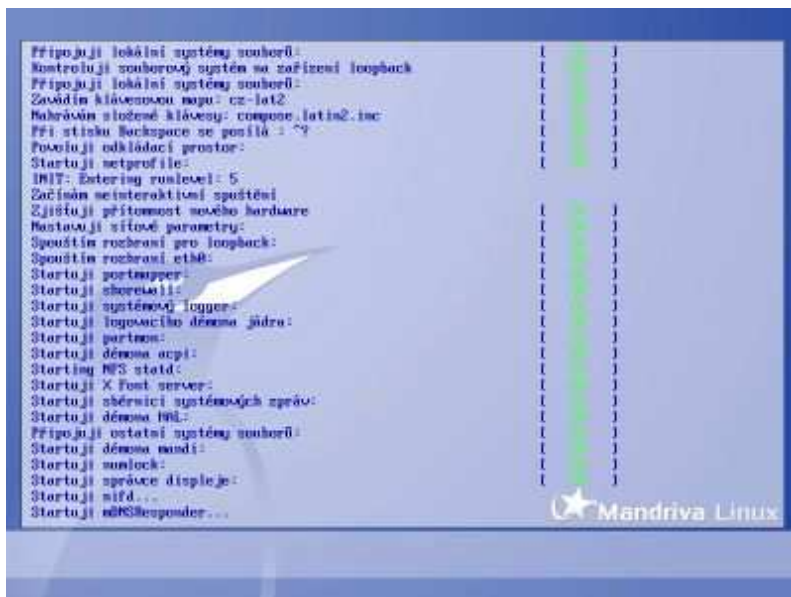 Připojuji lokální systémy souborů: [ ]
Kontroluji souborový systém na zařízení loopback [ ]
Připojuji lokální systémy souborů: [ ]
Zavádím klávesovou mapu: cz-lat2 [ ]
Nahrávám složené klávesy: compose.latin2.inc [ ]
Při stisku Backspace se posílá : ^? [ ]
Povoluji odkládací prostor: [ ]
Startuji netprofile: [ ]
INIT: Entering runlevel: 5
Začínám neinteraktivní spuštění
Zjišťuji přítomnost nového hardware [ ]
Nastavuji síťové parametry: [ ]
Spouštím rozhraní pro loopback: [ ]
Spouštím rozhraní eth0: [ ]
Startuji portmapper: [ ]
Startuji shorewall: [ ]
Startuji systémový logger: [ ]
Startuji logovacího démona jádra: [ ]
Startuji partmon: [ ]
Startuji démona acpi: [ ]
Starting NFS statd: [ ]
Startuji X Font server: [ ]
Startuji sběrnici systémových zpráv: [ ]
Startuji démona HAL: [ ]
Připojuji ostatní systémy souborů: [ ]
Startuji démona mandi: [ ]
Startuji numlock: [ ]
Startuji správce displeje: [ ]
Startuji nifd...
Startuji mDNSResponder...
Mandriva Linux